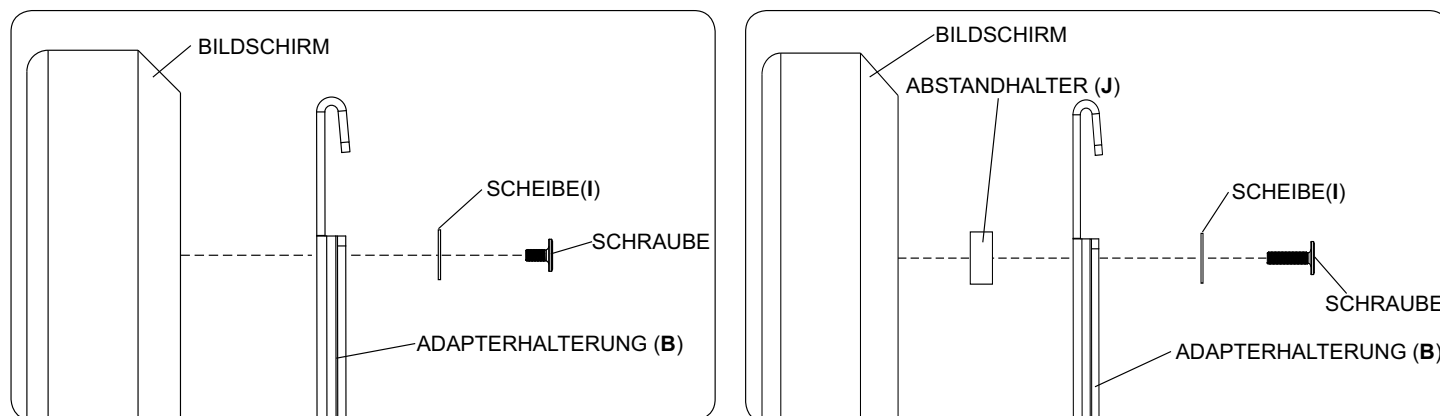 BILDSCHIRM
SCHEIBE(I)
SCHRAUBE
ADAPTERHALTERUNG (B)
BILDSCHIRM
ABSTANDHALTER (J)
SCHEIBE(I)
SCHRAUBE
ADAPTERHALTERUNG (B)